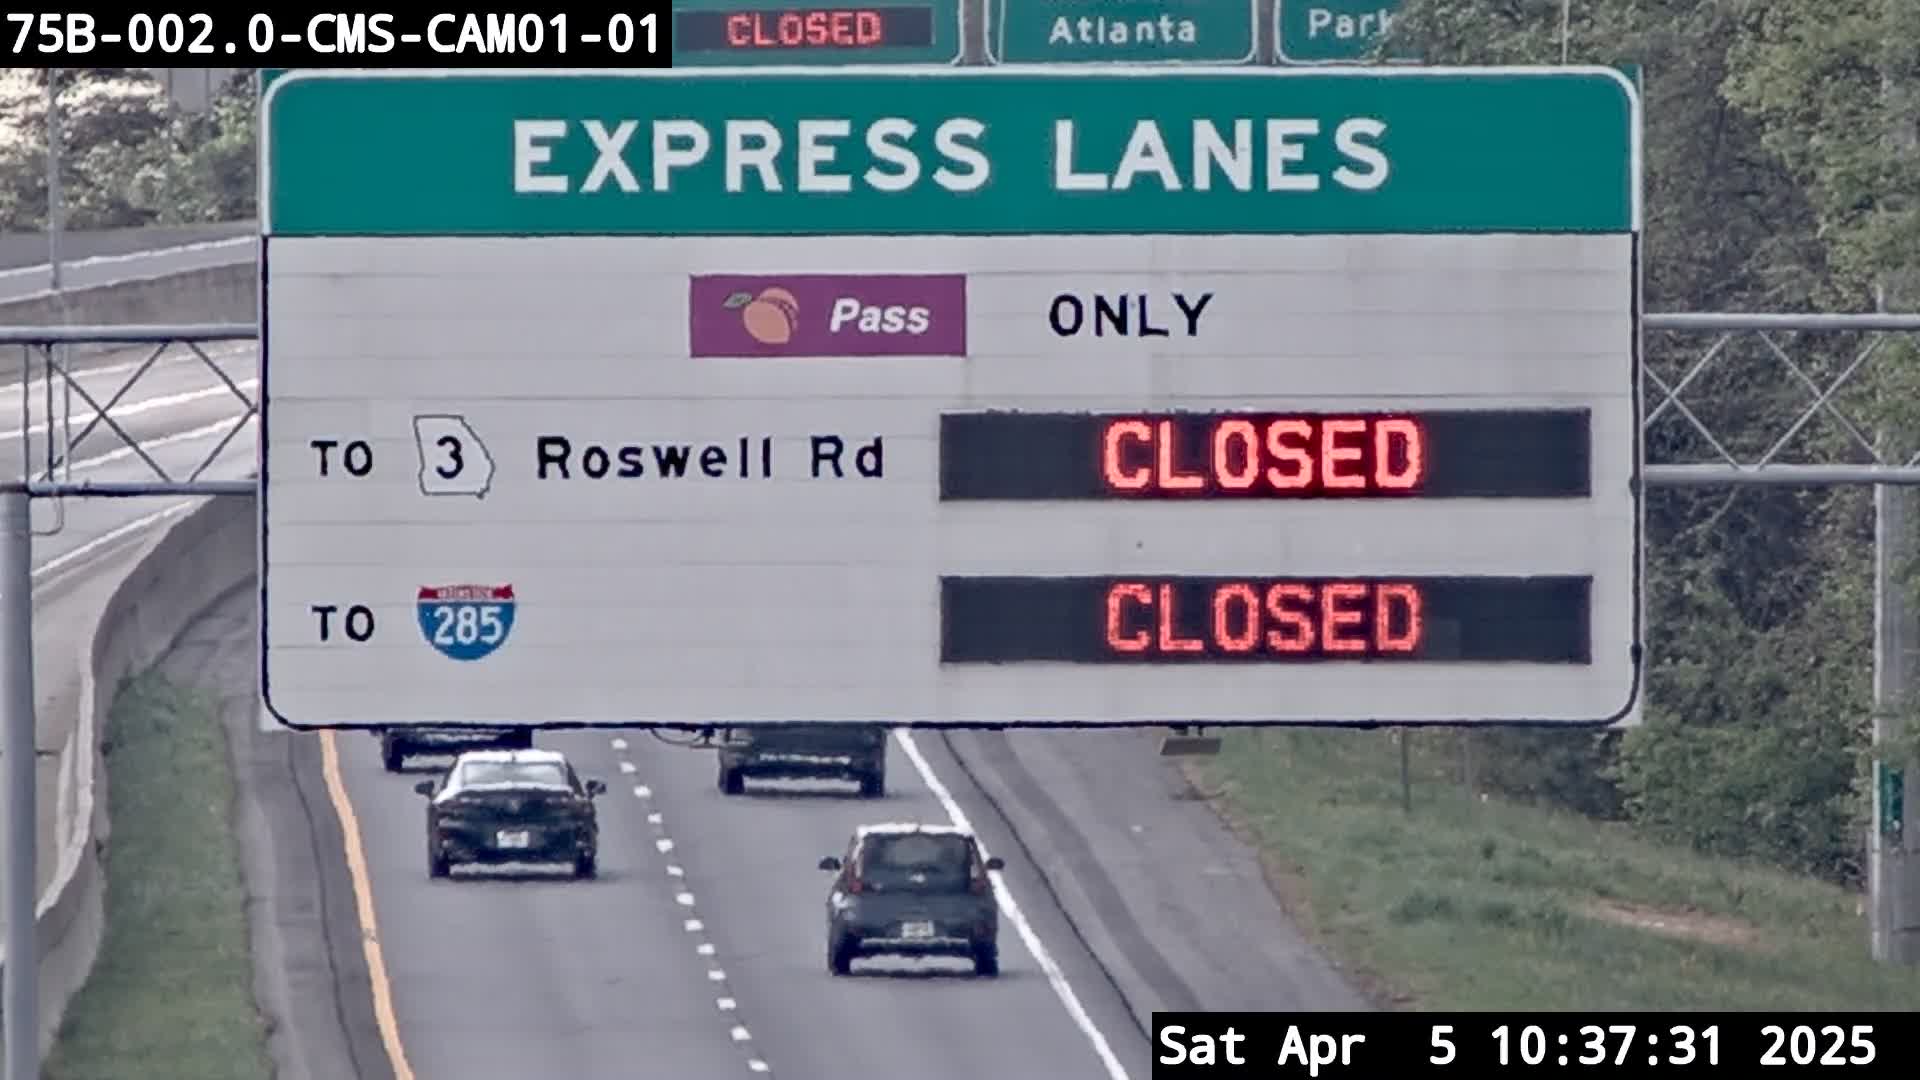 75B-002.0-CMS-CAM01-01
CLOSED
Atlanta
Park
EXPRESS LANES
Pass ONLY
TO 3 Roswell Rd CLOSED
TO 285 CLOSED
Sat Apr 5 10:37:31 2025